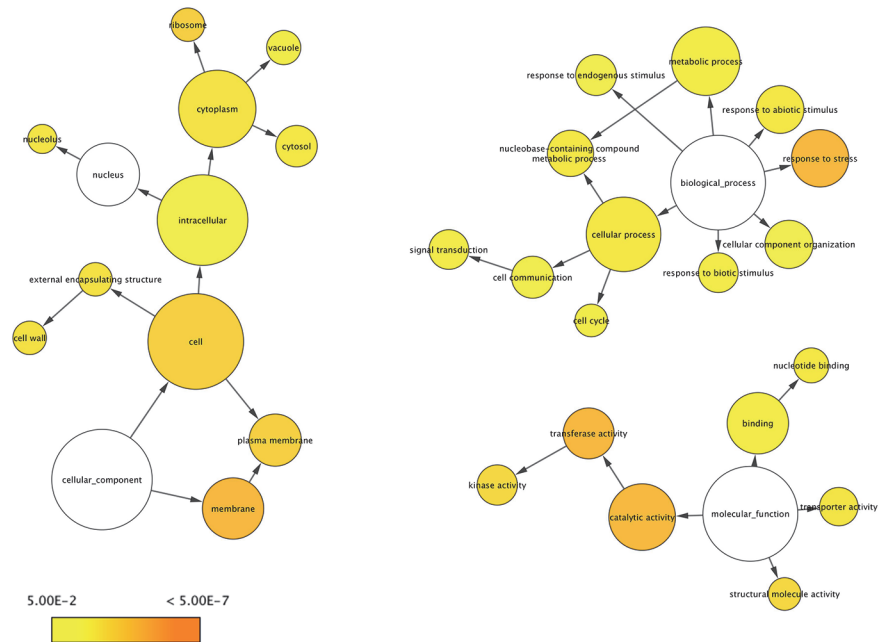 ribosome
vacuole
cytoplasm
nucleolus
cytosol
nucleus
intracellular
external encapsulating structure
cell wall
cell
plasma membrane
cellular_component
membrane
metabolic process
response to endogenous stimulus
response to abiotic stimulus
nucleobase-containing compound
metabolic process
response to stress
biological_process
cellular process
signal transduction
cellular component organization
cell communication
response to biotic stimulus
cell cycle
nucleotide binding
binding
transferase activity
kinase activity
catalytic activity
molecular_function
transporter activity
structural molecule activity
5.00E-2
< 5.00E-7